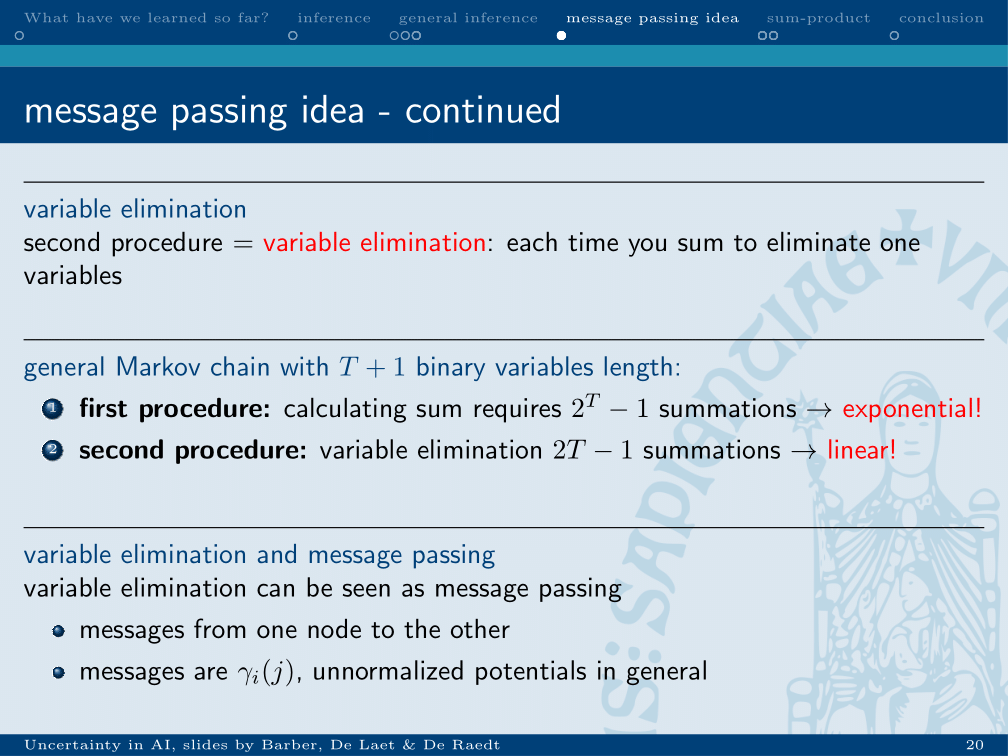 What have we learned so far? inference general inference message passing idea sum-product conclusion
message passing idea - continued
variable elimination
second procedure = variable elimination: each time you sum to eliminate one
variables
general Markov chain with T + 1 binary variables length:
1 first procedure: calculating sum requires 2^T − 1 summations → exponential!
2 second procedure: variable elimination 2T − 1 summations → linear!
variable elimination and message passing
variable elimination can be seen as message passing
messages from one node to the other
messages are γ_i(j), unnormalized potentials in general
S:: SAPIENTIAE VII
Uncertainty in AI, slides by Barber, De Laet & De Raedt 20